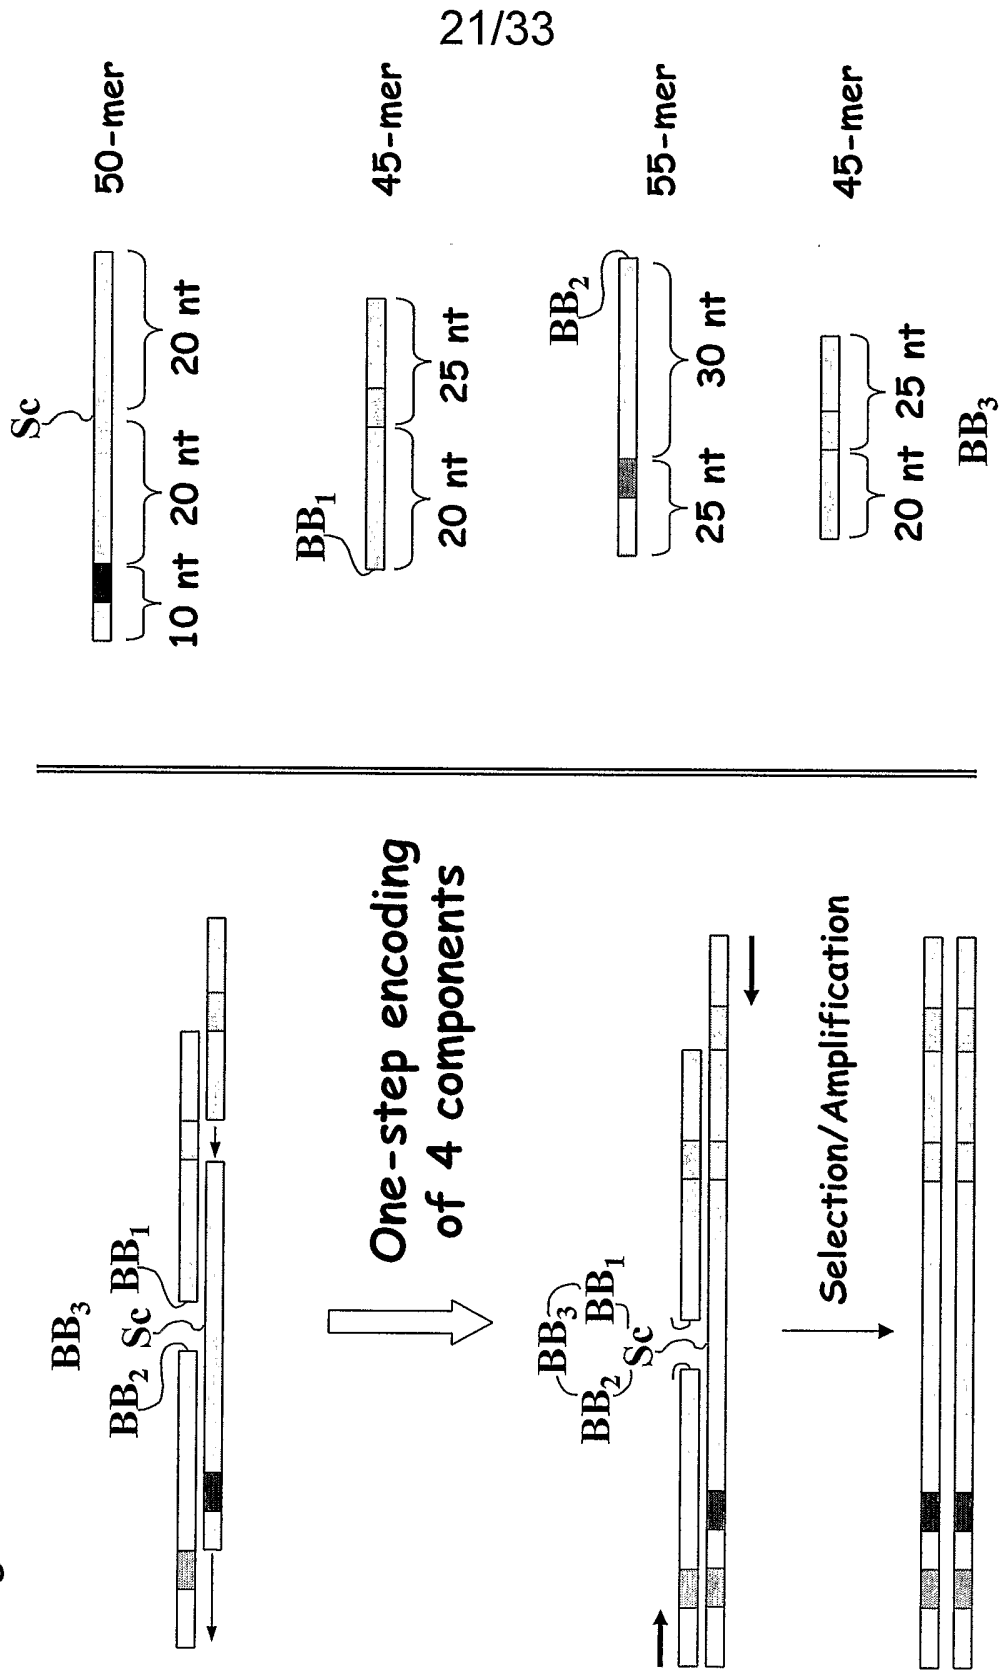 21/33
Sc
50-mer
10 nt 20 nt 20 nt
BB1
45-mer
20 nt 25 nt
BB2
55-mer
25 nt 30 nt
45-mer
20 nt 25 nt
BB3
BB3
BB2 Sc BB1
One-step encoding
of 4 components
BB3
BB2 BB1
Sc
Selection/Amplification